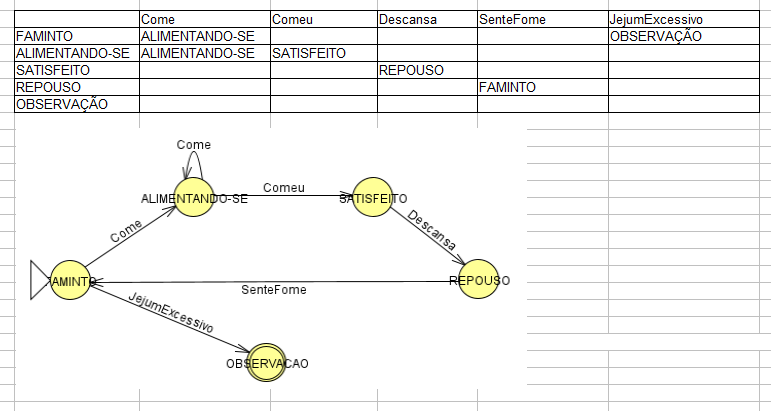 Come Comeu Descansa SenteFome JejumExcessivo
FAMINTO ALIMENTANDO-SE OBSERVAÇÃO
ALIMENTANDO-SE ALIMENTANDO-SE SATISFEITO
SATISFEITO REPOUSO
REPOUSO FAMINTO
OBSERVAÇÃO
Come
ALIMENTANDO-SE
Comeu
SATISFEITO
Come
Descansa
AMINTO
SenteFome
REPOUSO
JejumExcessivo
OBSERVACAO